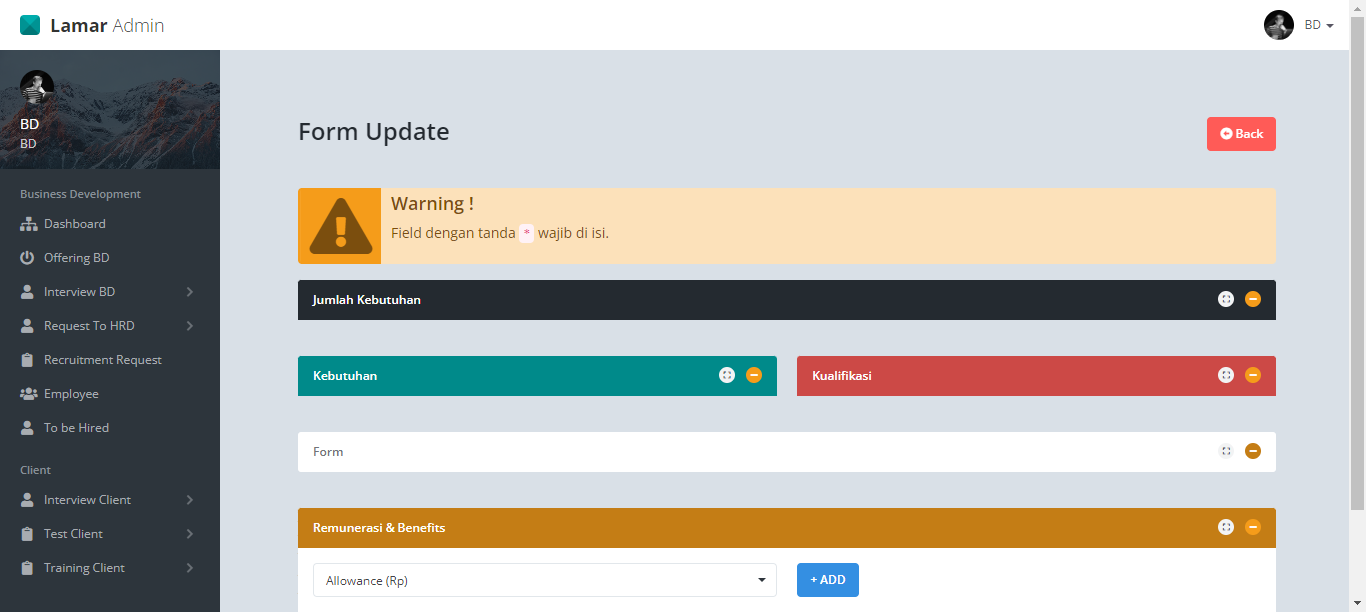 Lamar Admin
BD
BD
BD
Business Development
Dashboard
Offering BD
Interview BD
Request To HRD
Recruitment Request
Employee
To be Hired
Client
Interview Client
Test Client
Training Client
Form Update
Back
Warning !
Field dengan tanda * wajib di isi.
Jumlah Kebutuhan
Kebutuhan
Kualifikasi
Form
Remunerasi & Benefits
Allowance (Rp)
+ ADD